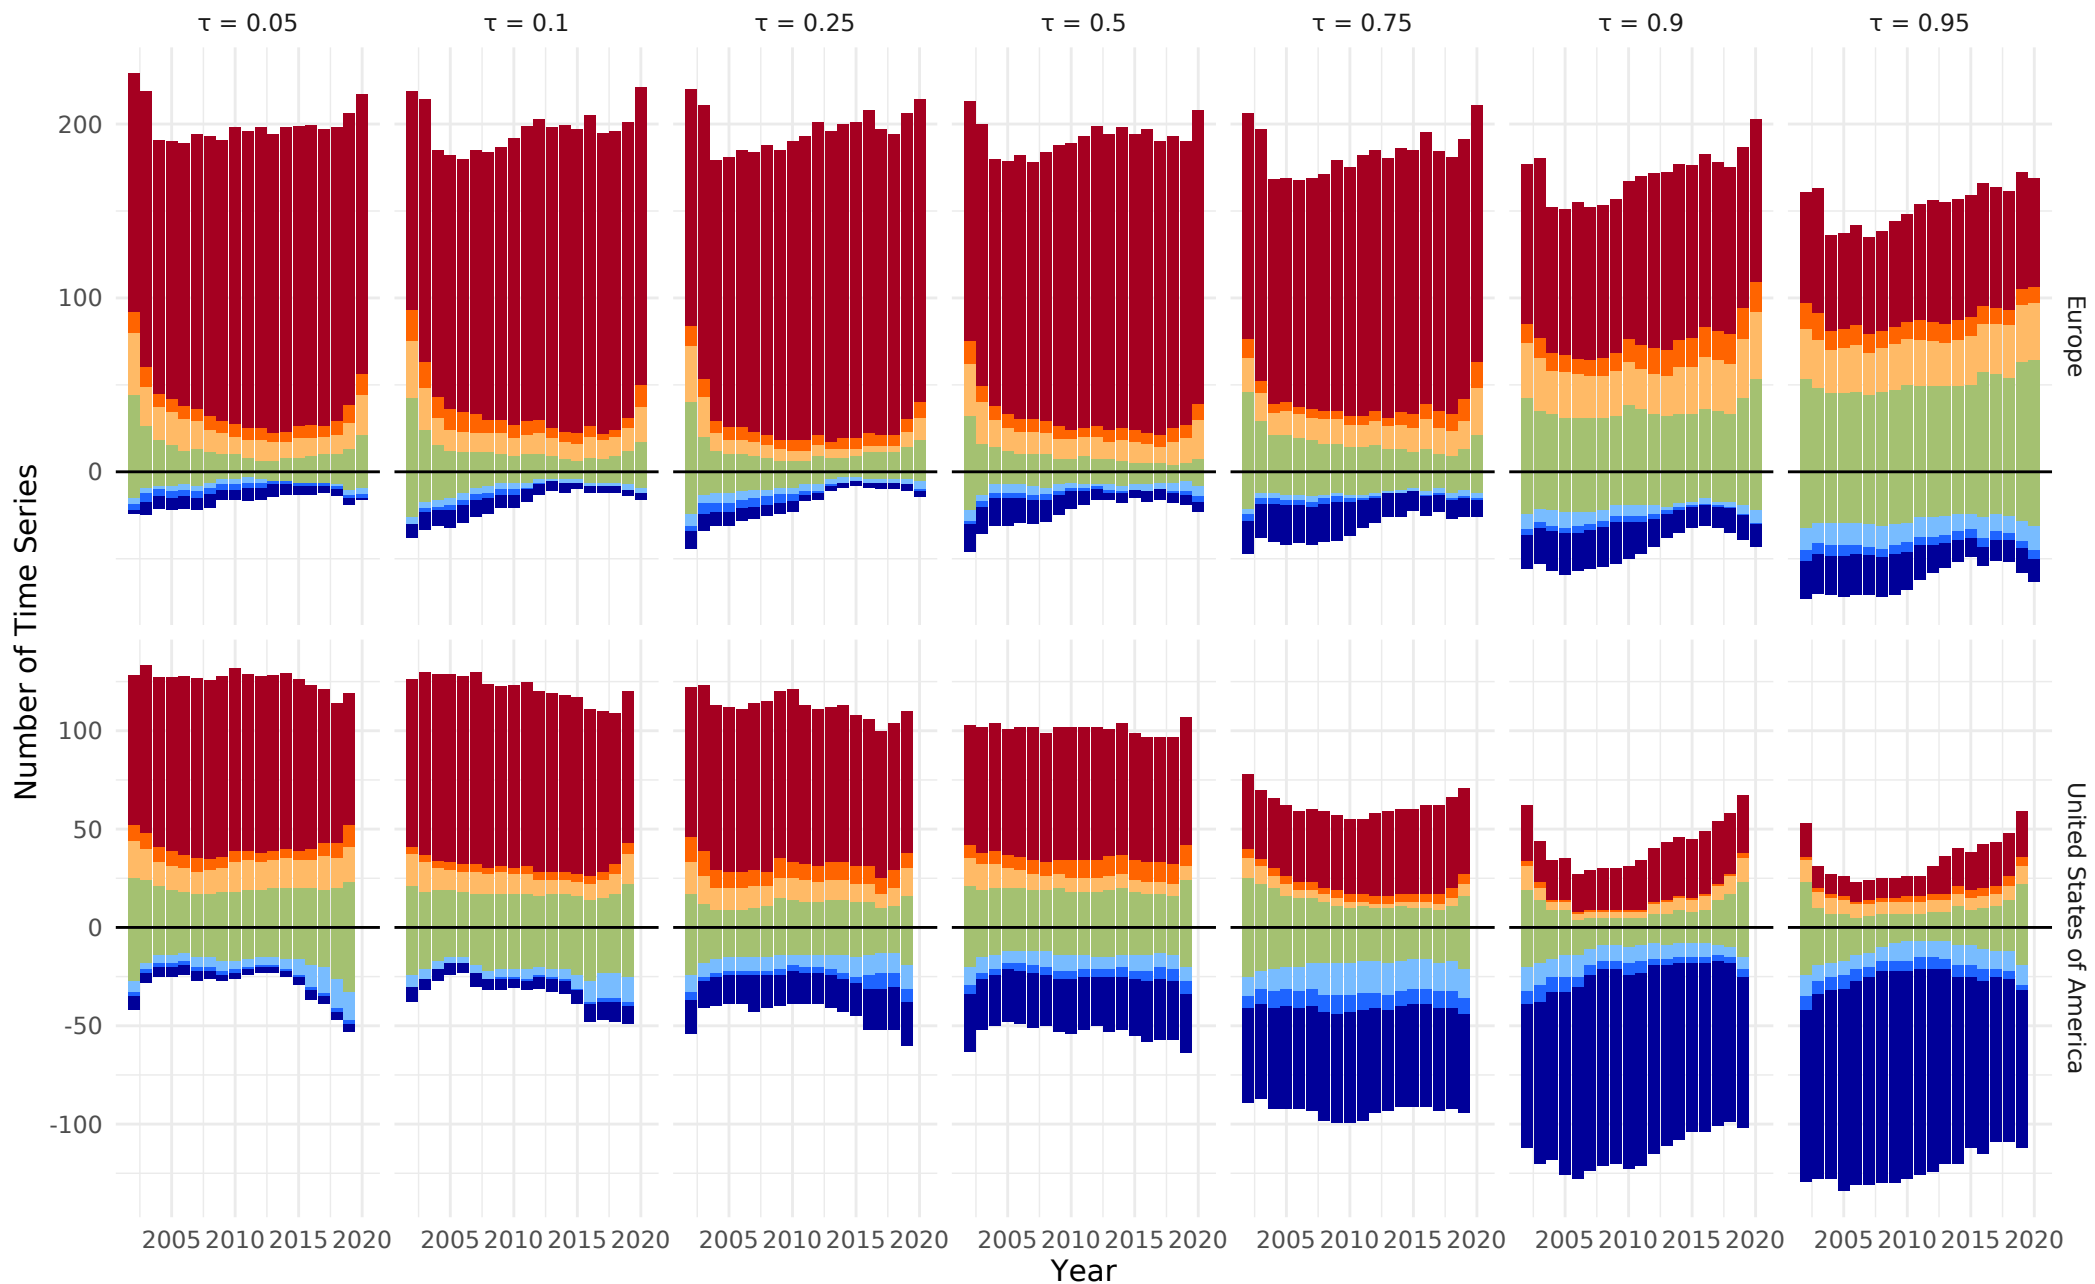 τ = 0.05 τ = 0.1 τ = 0.25 τ = 0.5 τ = 0.75 τ = 0.9 τ = 0.95
200
100
0
Europe
Number of Time Series
100
50
0
-50
-100
United States of America
2005 2010 2015 2020 2005 2010 2015 2020 2005 2010 2015 2020 2005 2010 2015 2020 2005 2010 2015 2020 2005 2010 2015 2020 2005 2010 2015 2020
Year